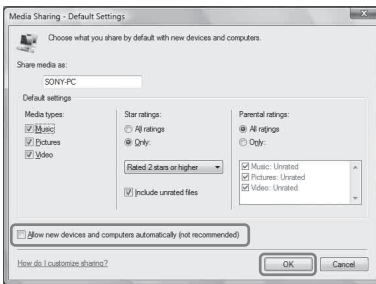 Media Sharing - Default Settings
Choose what you share by default with new devices and computers.
Share media as:
SONY-PC
Default settings
Media types:
Music
Pictures
Video
Star ratings:
All ratings
Only:
Rated 2 stars or higher
Include unrated files
Parental ratings:
All ratings
Only:
Music: Unrated
Pictures: Unrated
Video: Unrated
Allow new devices and computers automatically (not recommended)
How do I customize sharing?
OK
Cancel